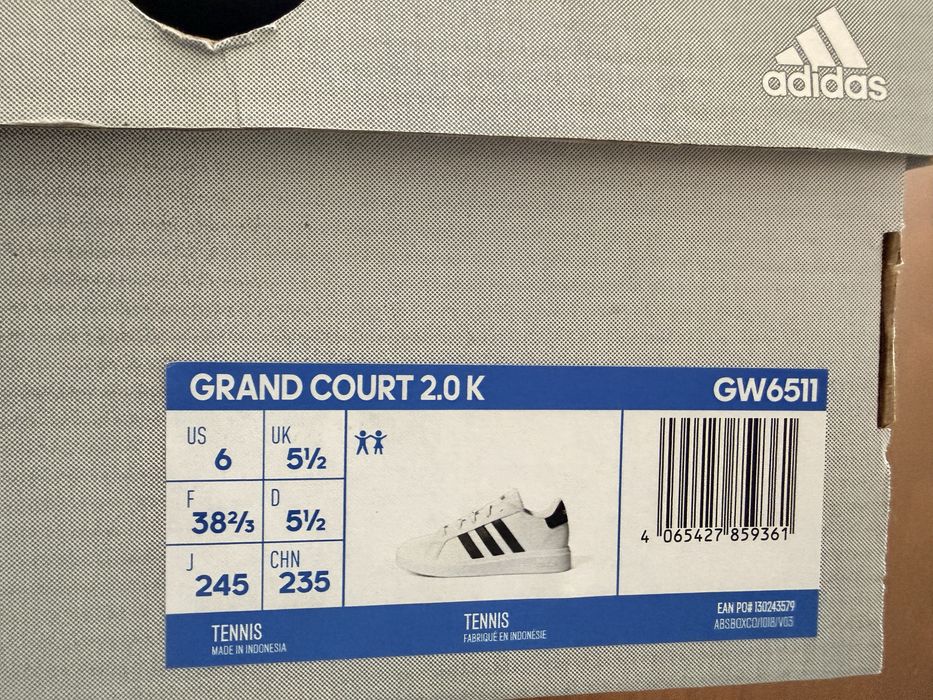 adidas
GRAND COURT 2.0 K GW6511
US 6 UK 5½
F 38⅔ D 5½
J 245 CHN 235
4 065427 859361
TENNIS
MADE IN INDONESIA
TENNIS
FABRIQUÉ EN INDONÉSIE
EAN PO# 130243579
ABSBOXCO/1018/V03